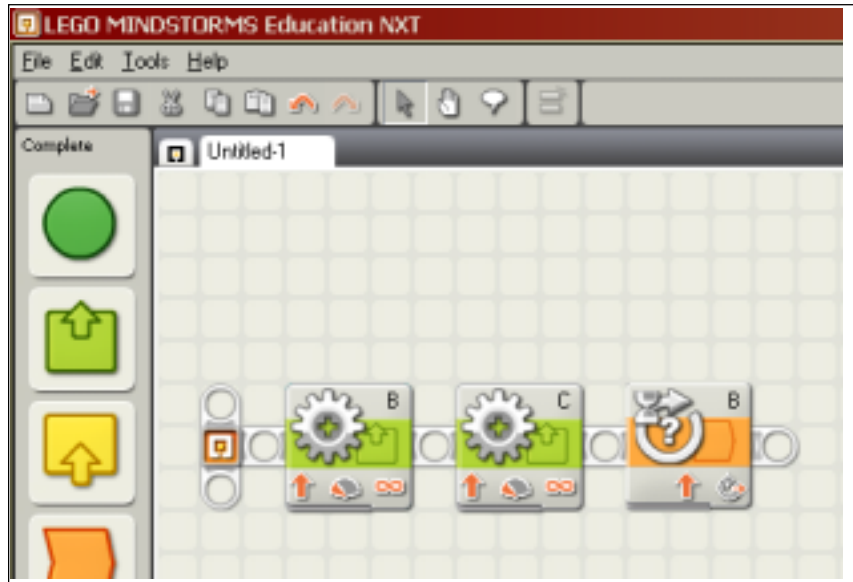 LEGO MINDSTORMS Education NXT
File Edit Tools Help
Complete
Untitled-1
B
C
B